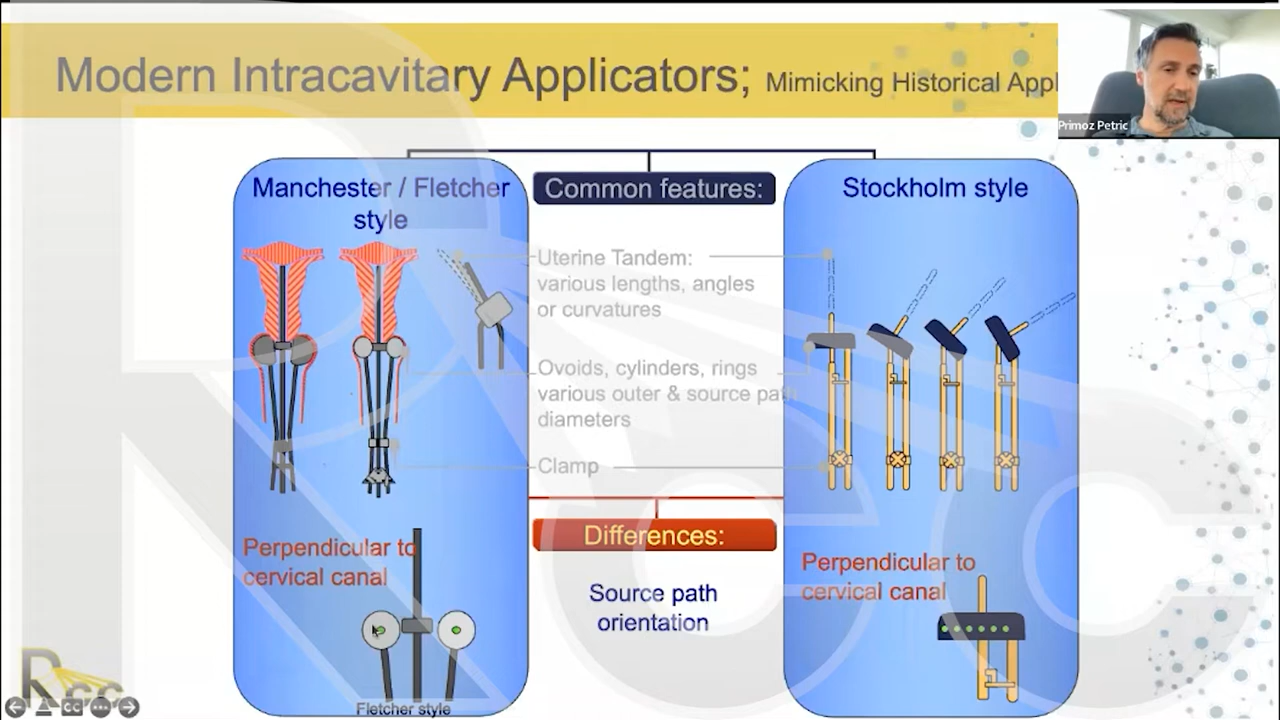 Modern Intracavitary Applicators; Mimicking Historical Appl
Primoz Petric
Manchester / Fletcher
style
Common features:
Stockholm style
Uterine Tandem:
various lengths, angles
or curvatures
Ovoids, cylinders, rings
various outer & source path
diameters
Clamp
Differences:
Source path
orientation
Perpendicular to
cervical canal
Fletcher style
Perpendicular to
cervical canal
Rcc
CC